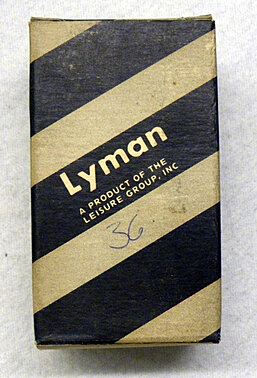 Lyman
A PRODUCT OF THE
LEISURE GROUP, INC
36